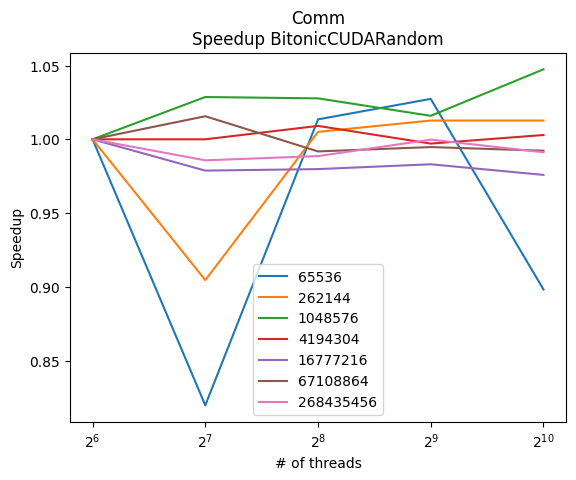 Comm
Speedup BitonicCUDARandom
1.05
1.00
0.95
0.90
0.85
Speedup
65536
262144
1048576
4194304
16777216
67108864
268435456
2^6 2^7 2^8 2^9 2^10
# of threads